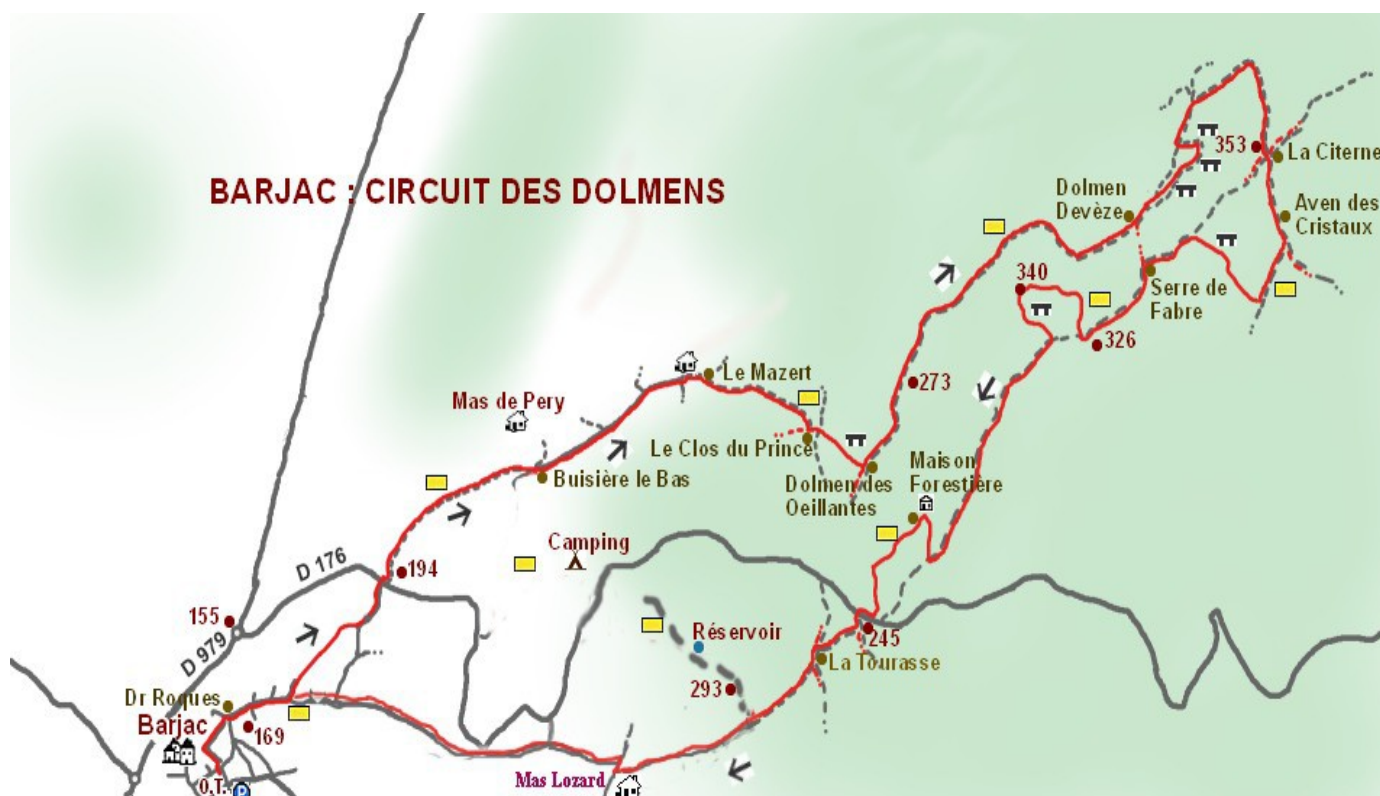 BARJAC : CIRCUIT DES DOLMENS
353
La Citerne
Dolmen
Devèze
Aven des
Cristaux
340
Serre de
Fabre
326
Le Mazert
273
Mas de Pery
Le Clos du Prince
Maison
Forestière
Buisière le Bas
Dolmen des
Oeillantes
Camping
D 176
194
155
D 979
Réservoir
245
La Tourasse
293
Dr Roques
Barjac
169
Mas Lozard
O.T.
P